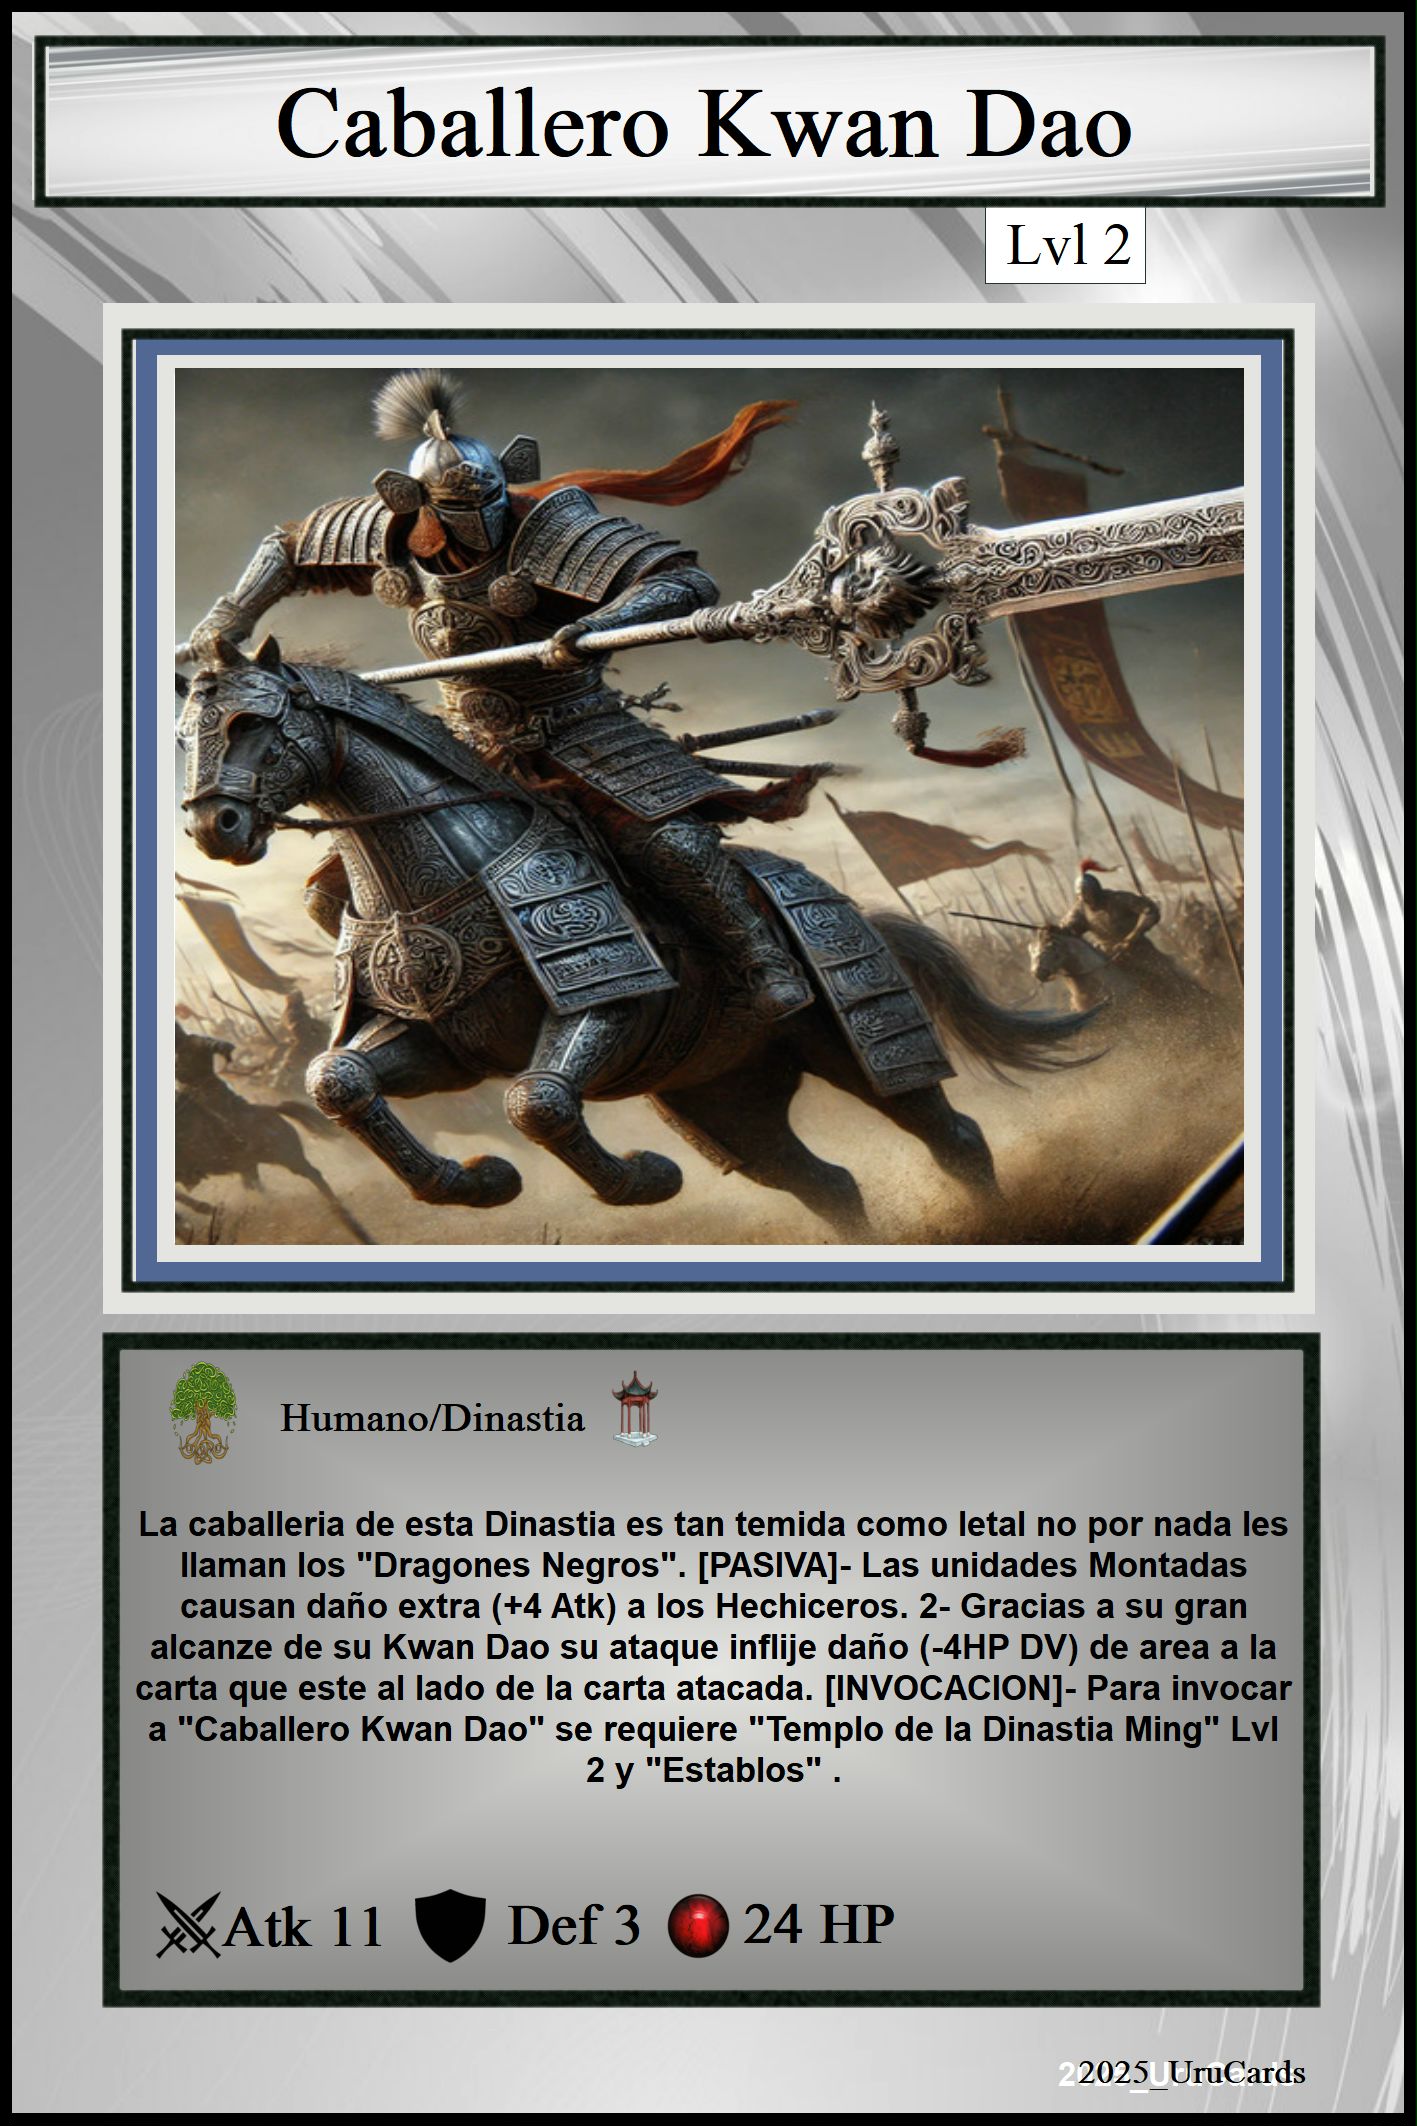 Caballero Kwan Dao
Lvl 2
Humano/Dinastia
La caballeria de esta Dinastia es tan temida como letal no por nada les
llaman los "Dragones Negros". [PASIVA]- Las unidades Montadas
causan daño extra (+4 Atk) a los Hechiceros. 2- Gracias a su gran
alcanze de su Kwan Dao su ataque inflije daño (-4HP DV) de area a la
carta que este al lado de la carta atacada. [INVOCACION]- Para invocar
a "Caballero Kwan Dao" se requiere "Templo de la Dinastia Ming" Lvl
2 y "Establos" .
Atk 11 Def 3 24 HP
2025_UruCards